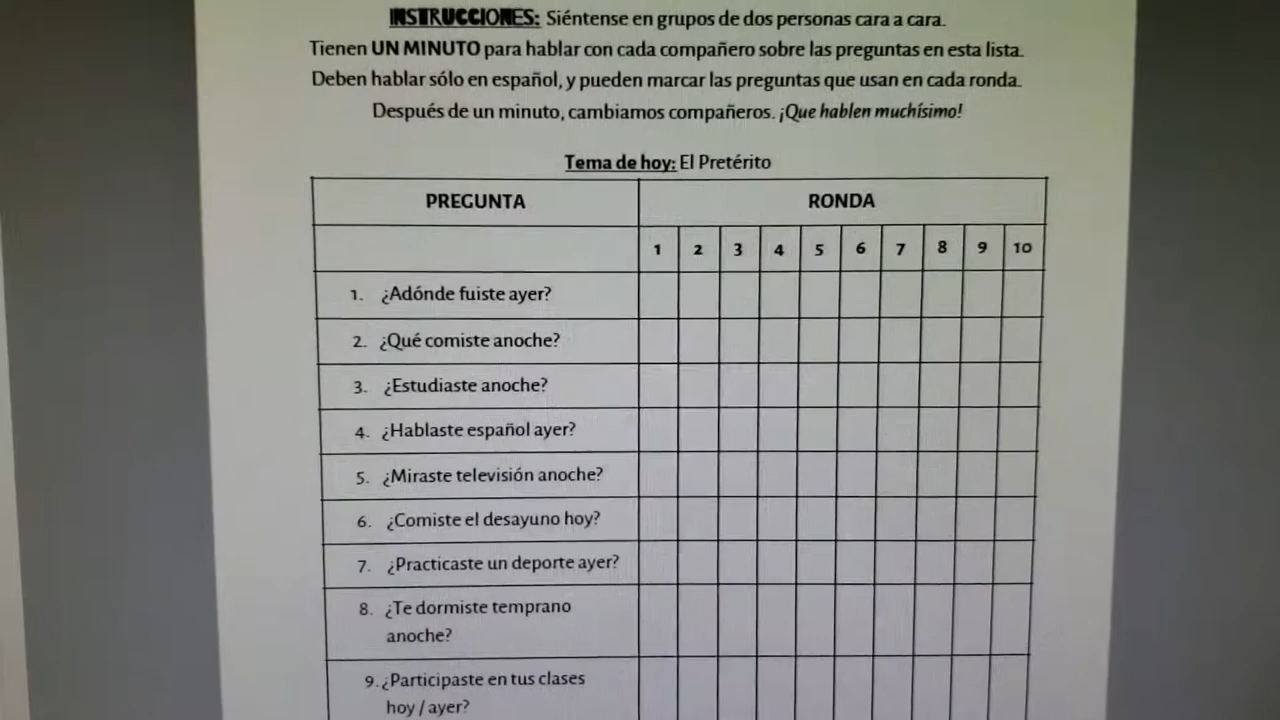 INSTRUCCIONES: Siéntense en grupos de dos personas cara a cara.
Tienen UN MINUTO para hablar con cada compañero sobre las preguntas en esta lista.
Deben hablar sólo en español, y pueden marcar las preguntas que usan en cada ronda.
Después de un minuto, cambiamos compañeros. ¡Que hablen muchísimo!
Tema de hoy: El Pretérito
PREGUNTA RONDA
1 2 3 4 5 6 7 8 9 10
1. ¿Adónde fuiste ayer?
2. ¿Qué comiste anoche?
3. ¿Estudiaste anoche?
4. ¿Hablaste español ayer?
5. ¿Miraste televisión anoche?
6. ¿Comiste el desayuno hoy?
7. ¿Practicaste un deporte ayer?
8. ¿Te dormiste temprano
anoche?
9. ¿Participaste en tus clases
hoy / ayer?